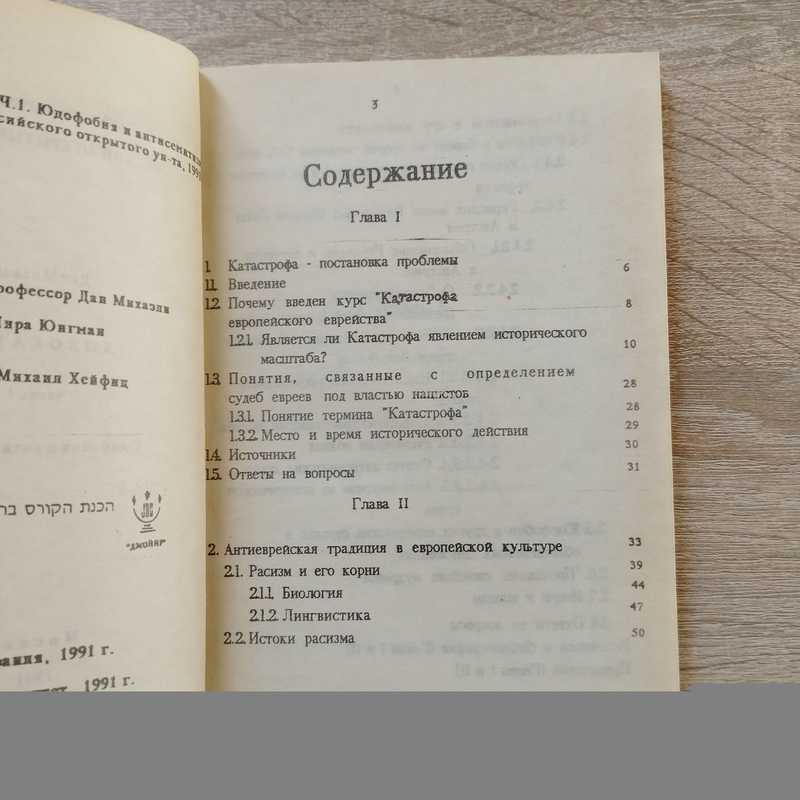 Ч.1. Юдофобия и антисемитизм
сийского открытого ун-та, 1991
рофессор Дан Михаэли
Ира Юнгман
Михаил Хейфиц
הכנת הקורס
"ДЖОЙНТ"
1991 г.
1991 г.
3
Содержание
Глава I
1. Катастрофа - постановка проблемы 6
1.1. Введение
1.2. Почему введен курс "Катастрофа 8
европейского еврейства"
1.2.1. Является ли Катастрофа явлением исторического 10
масштаба?
1.3. Понятия, связанные с определением
судеб евреев под властью нацистов 28
1.3.1. Понятие термина "Катастрофа" 28
1.3.2. Место и время исторического действия 29
1.4. Источники 30
1.5. Ответы на вопросы 31
Глава II
2. Антиеврейская традиция в европейской культуре 33
2.1. Расизм и его корни 39
2.1.1. Биология 44
2.1.2. Лингвистика 47
2.2. Истоки расизма 50